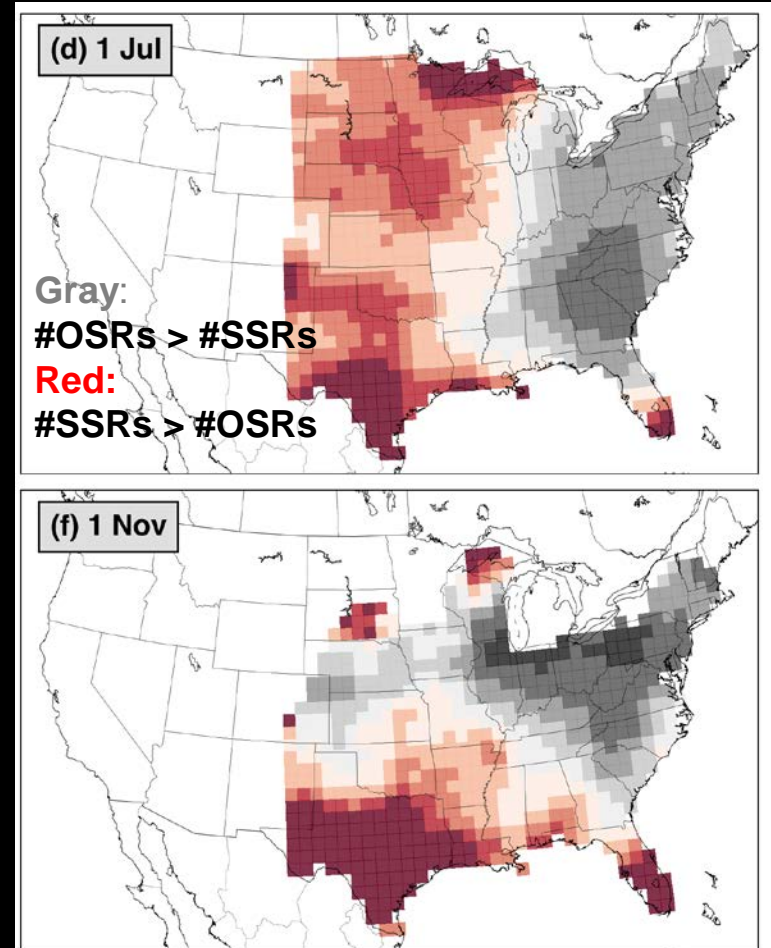 (d) 1 Jul
Gray:
#OSRs > #SSRs
Red:
#SSRs > #OSRs
(f) 1 Nov